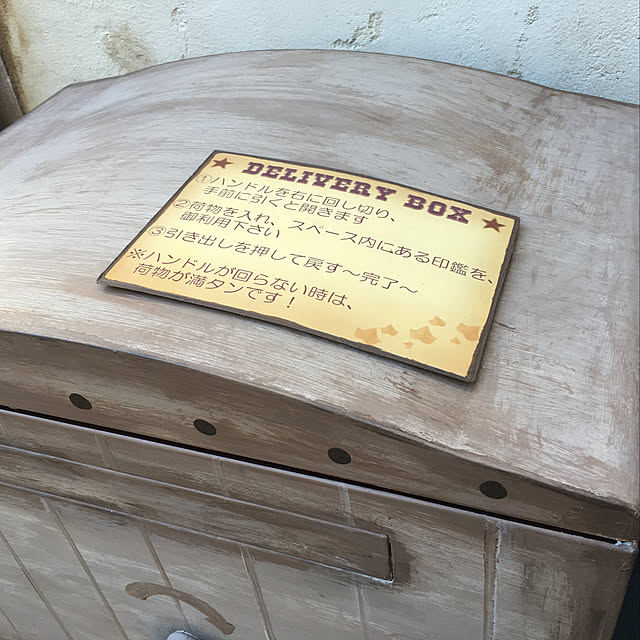 ★ DELIVERY BOX ★
①ハンドルを右に回し切り、
手前に引くと開きます
②荷物を入れ、スペース内にある印鑑を、
御利用下さい
③引き出しを押して戻す〜完了〜
※ハンドルが回らない時は、
荷物が満タンです！